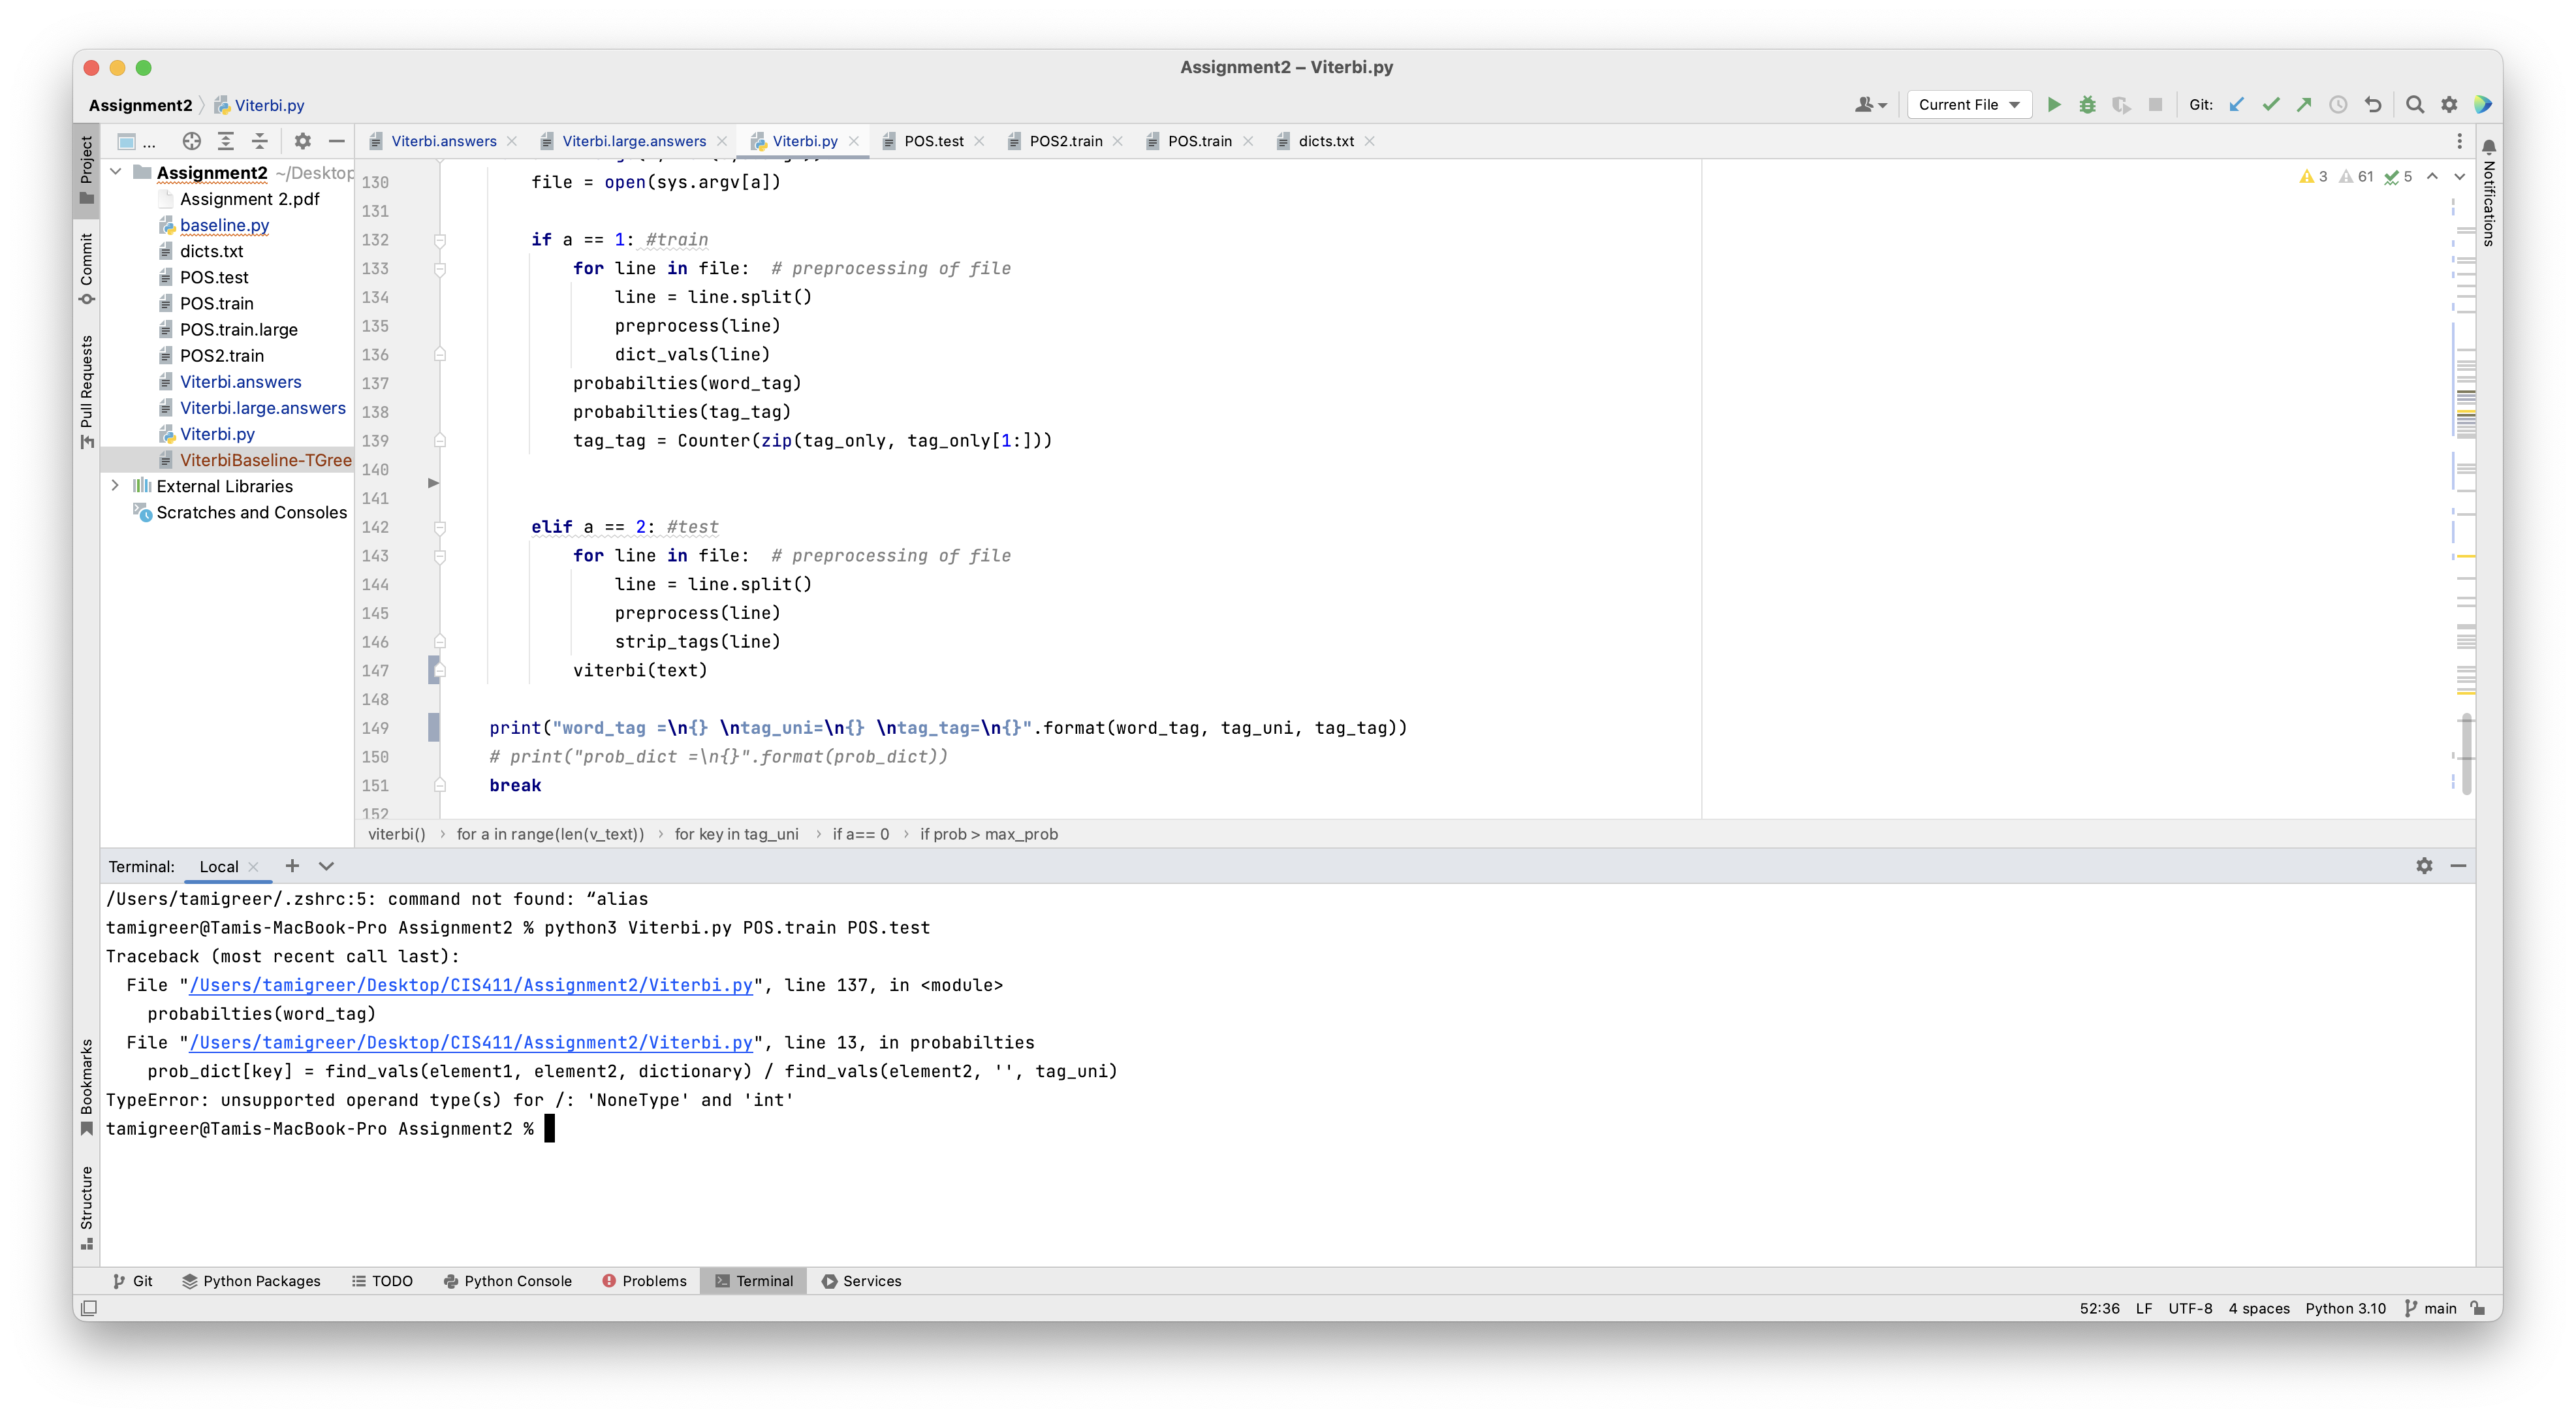 Assignment2 – Viterbi.py
Assignment2 Viterbi.py
Current File
Git:
Project
Commit
Pull Requests
Bookmarks
Structure
Notifications
...
Viterbi.answers
Viterbi.large.answers
Viterbi.py
POS.test
POS2.train
POS.train
dicts.txt
Assignment2 ~/Desktop
Assignment 2.pdf
baseline.py
dicts.txt
POS.test
POS.train
POS.train.large
POS2.train
Viterbi.answers
Viterbi.large.answers
Viterbi.py
ViterbiBaseline-TGree
External Libraries
Scratches and Consoles
3 61 5
130 file = open(sys.argv[a])
131
132 if a == 1: #train
133 for line in file: # preprocessing of file
134 line = line.split()
135 preprocess(line)
136 dict_vals(line)
137 probabilties(word_tag)
138 probabilties(tag_tag)
139 tag_tag = Counter(zip(tag_only, tag_only[1:]))
140
141
142 elif a == 2: #test
143 for line in file: # preprocessing of file
144 line = line.split()
145 preprocess(line)
146 strip_tags(line)
147 viterbi(text)
148
149 print("word_tag =\n{} \ntag_uni=\n{} \ntag_tag=\n{}".format(word_tag, tag_uni, tag_tag))
150 # print("prob_dict =\n{}".format(prob_dict))
151 break
152
viterbi() › for a in range(len(v_text)) › for key in tag_uni › if a== 0 › if prob > max_prob
Terminal: Local
/Users/tamigreer/.zshrc:5: command not found: “alias
tamigreer@Tamis-MacBook-Pro Assignment2 % python3 Viterbi.py POS.train POS.test
Traceback (most recent call last):
File "/Users/tamigreer/Desktop/CIS411/Assignment2/Viterbi.py", line 137, in <module>
probabilties(word_tag)
File "/Users/tamigreer/Desktop/CIS411/Assignment2/Viterbi.py", line 13, in probabilties
prob_dict[key] = find_vals(element1, element2, dictionary) / find_vals(element2, '', tag_uni)
TypeError: unsupported operand type(s) for /: 'NoneType' and 'int'
tamigreer@Tamis-MacBook-Pro Assignment2 %
Git Python Packages TODO Python Console Problems Terminal Services
52:36 LF UTF-8 4 spaces Python 3.10 main